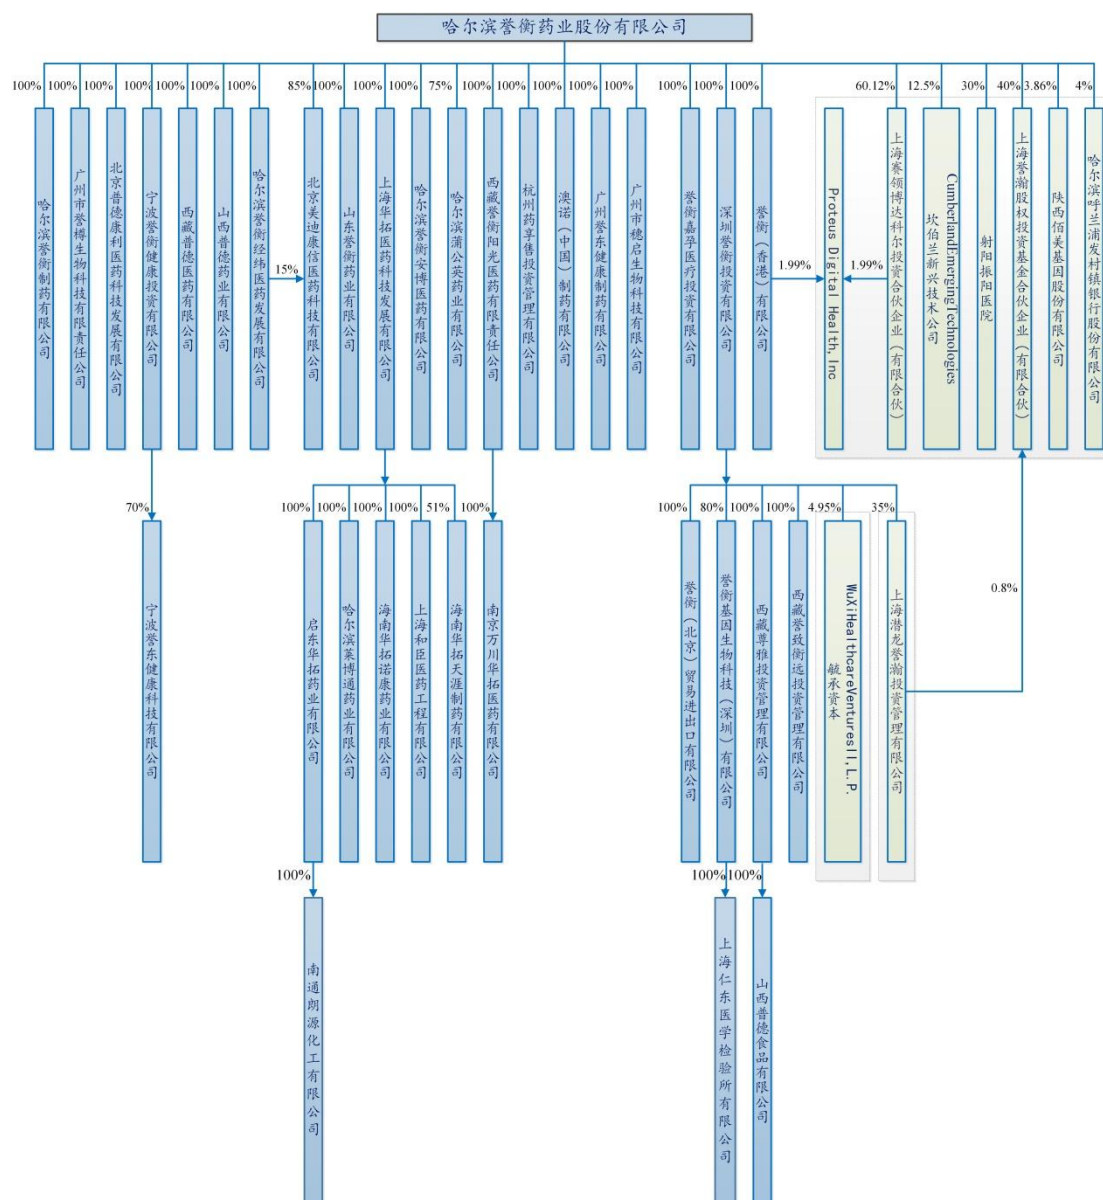 哈尔滨誉衡药业股份有限公司
100%
100%
100%
100%
100%
100%
100%
85%
100%
100%
100%
75%
100%
100%
100%
100%
100%
100%
100%
100%
60.12%
12.5%
30%
40%
3.86%
4%
哈尔滨誉衡制药有限公司
广州市誉樽生物科技有限责任公司
北京普德康利医药科技发展有限公司
宁波誉衡健康投资有限公司
西藏普德医药有限公司
山西普德药业有限公司
哈尔滨誉衡经纬医药发展有限公司
15%
北京美迪康信医药科技有限公司
山东誉衡药业有限公司
上海华拓医药科技发展有限公司
哈尔滨誉衡安博医药有限公司
哈尔滨蒲公英药业有限公司
西藏誉衡阳光医药有限责任公司
杭州药享售投资管理有限公司
澳诺（中国）制药有限公司
广州誉东健康制药有限公司
广州市穗启生物科技有限公司
誉衡嘉孕医疗投资有限公司
深圳誉衡投资有限公司
誉衡（香港）有限公司
1.99%
Proteus Digital Health,Inc
1.99%
上海赛领博达科尔投资合伙企业（有限合伙）
CumberlandEmergingTechnologies
坎伯兰新兴技术公司
射阳振阳医院
上海誉瀚股权投资基金合伙企业（有限合伙）
陕西佰美基因股份有限公司
哈尔滨呼兰浦发村镇银行股份有限公司
70%
100%
100%
100%
100%
51%
100%
100%
80%
100%
100%
4.95%
35%
0.8%
宁波誉东健康科技有限公司
启东华拓药业有限公司
哈尔滨莱博通药业有限公司
海南华拓诺康药业有限公司
上海和臣医药工程有限公司
海南华拓天涯制药有限公司
南京万川华拓医药有限公司
誉衡（北京）贸易进出口有限公司
誉衡基因生物科技（深圳）有限公司
西藏尊雅投资管理有限公司
西藏誉致衡远投资管理有限公司
WuXiHealthcareVenturesII,L.P.
毓承资本
上海潜龙誉瀚投资管理有限公司
100%
100%
100%
南通朗源化工有限公司
上海仁东医学检验所有限公司
山西普德食品有限公司